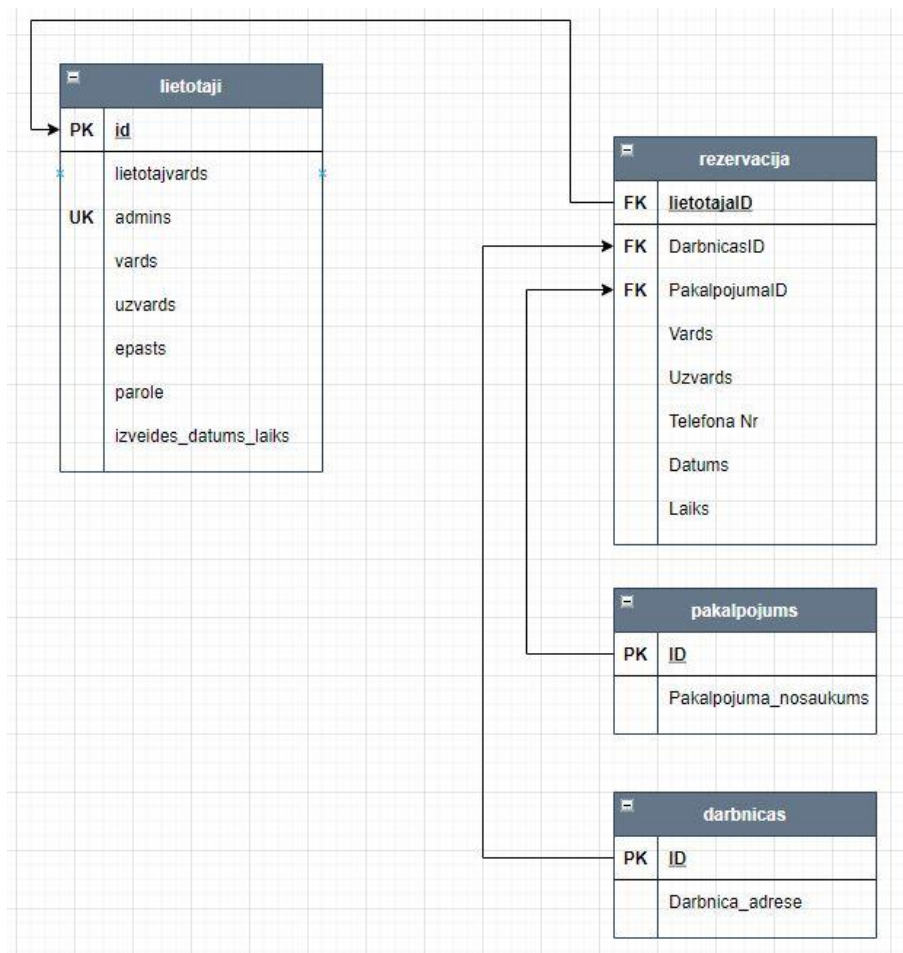 lietotaji
PK id
lietotajvards
UK admins
vards
uzvards
epasts
parole
izveides_datums_laiks
rezervacija
FK lietotajaID
FK DarbnicasID
FK PakalpojumaID
Vards
Uzvards
Telefona Nr
Datums
Laiks
pakalpojums
PK ID
Pakalpojuma_nosaukums
darbnicas
PK ID
Darbnica_adrese